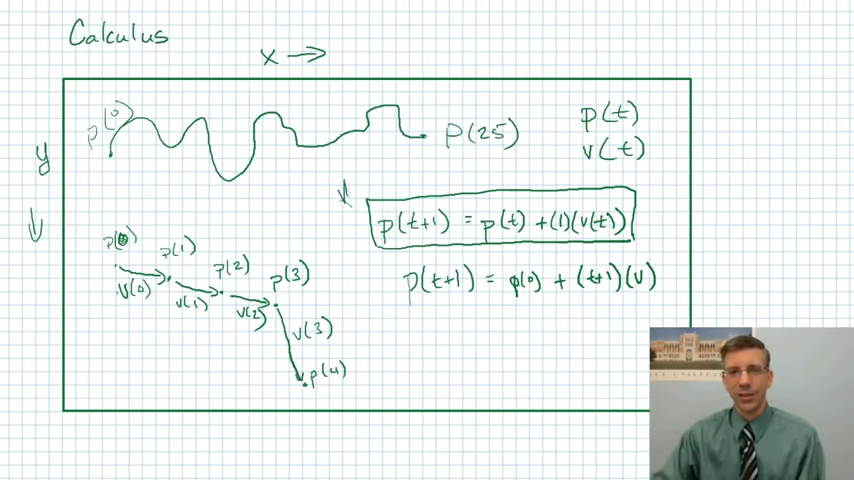 Calculus
x →
p(0)
p(25)
p(t)
v(t)
y
↓
p(t+1) = p(t) + (1)(v(t))
p(t+1) = p(0) + (t+1)(v)
p(0)
p(1)
p(2)
p(3)
v(0)
v(1)
v(2)
v(3)
p(4)